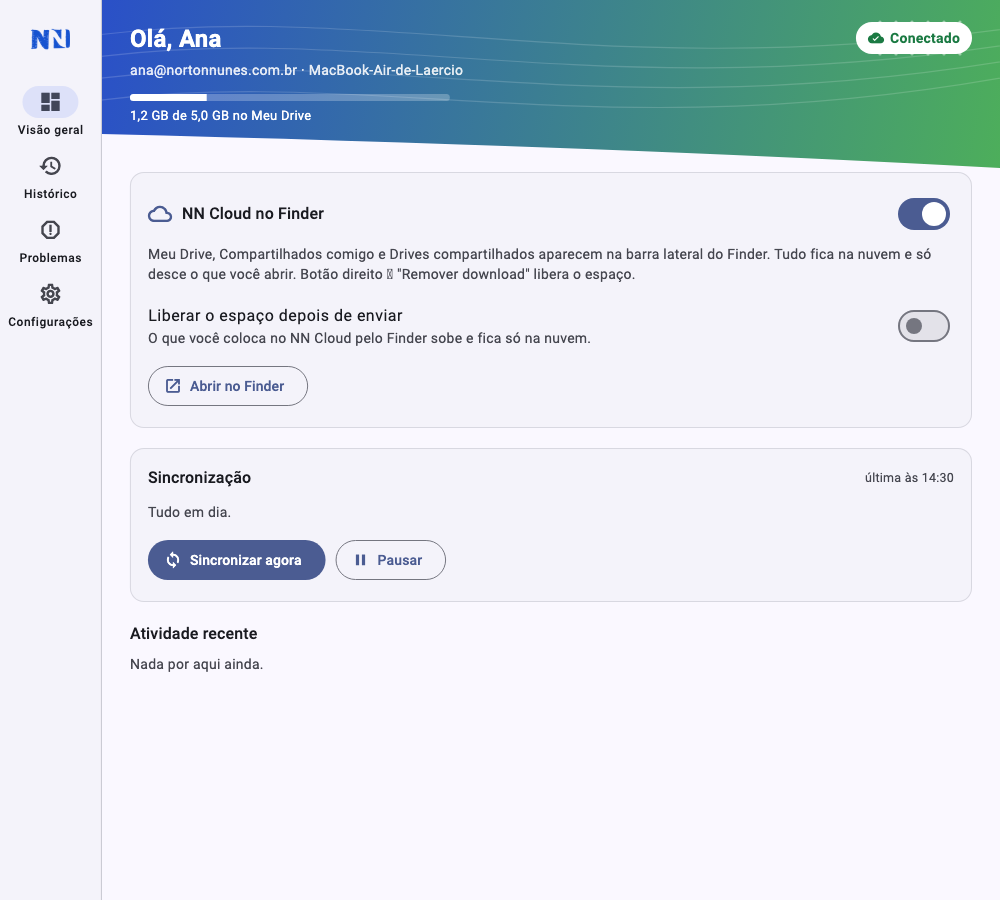 NN
Olá, Ana
Conectado
ana@nortonnunes.com.br · MacBook-Air-de-Laercio
1,2 GB de 5,0 GB no Meu Drive
Visão geral
Histórico
Problemas
Configurações
NN Cloud no Finder
Meu Drive, Compartilhados comigo e Drives compartilhados aparecem na barra lateral do Finder. Tudo fica na nuvem e só
desce o que você abrir. Botão direito "Remover download" libera o espaço.
Liberar o espaço depois de enviar
O que você coloca no NN Cloud pelo Finder sobe e fica só na nuvem.
Abrir no Finder
Sincronização
última às 14:30
Tudo em dia.
Sincronizar agora
Pausar
Atividade recente
Nada por aqui ainda.